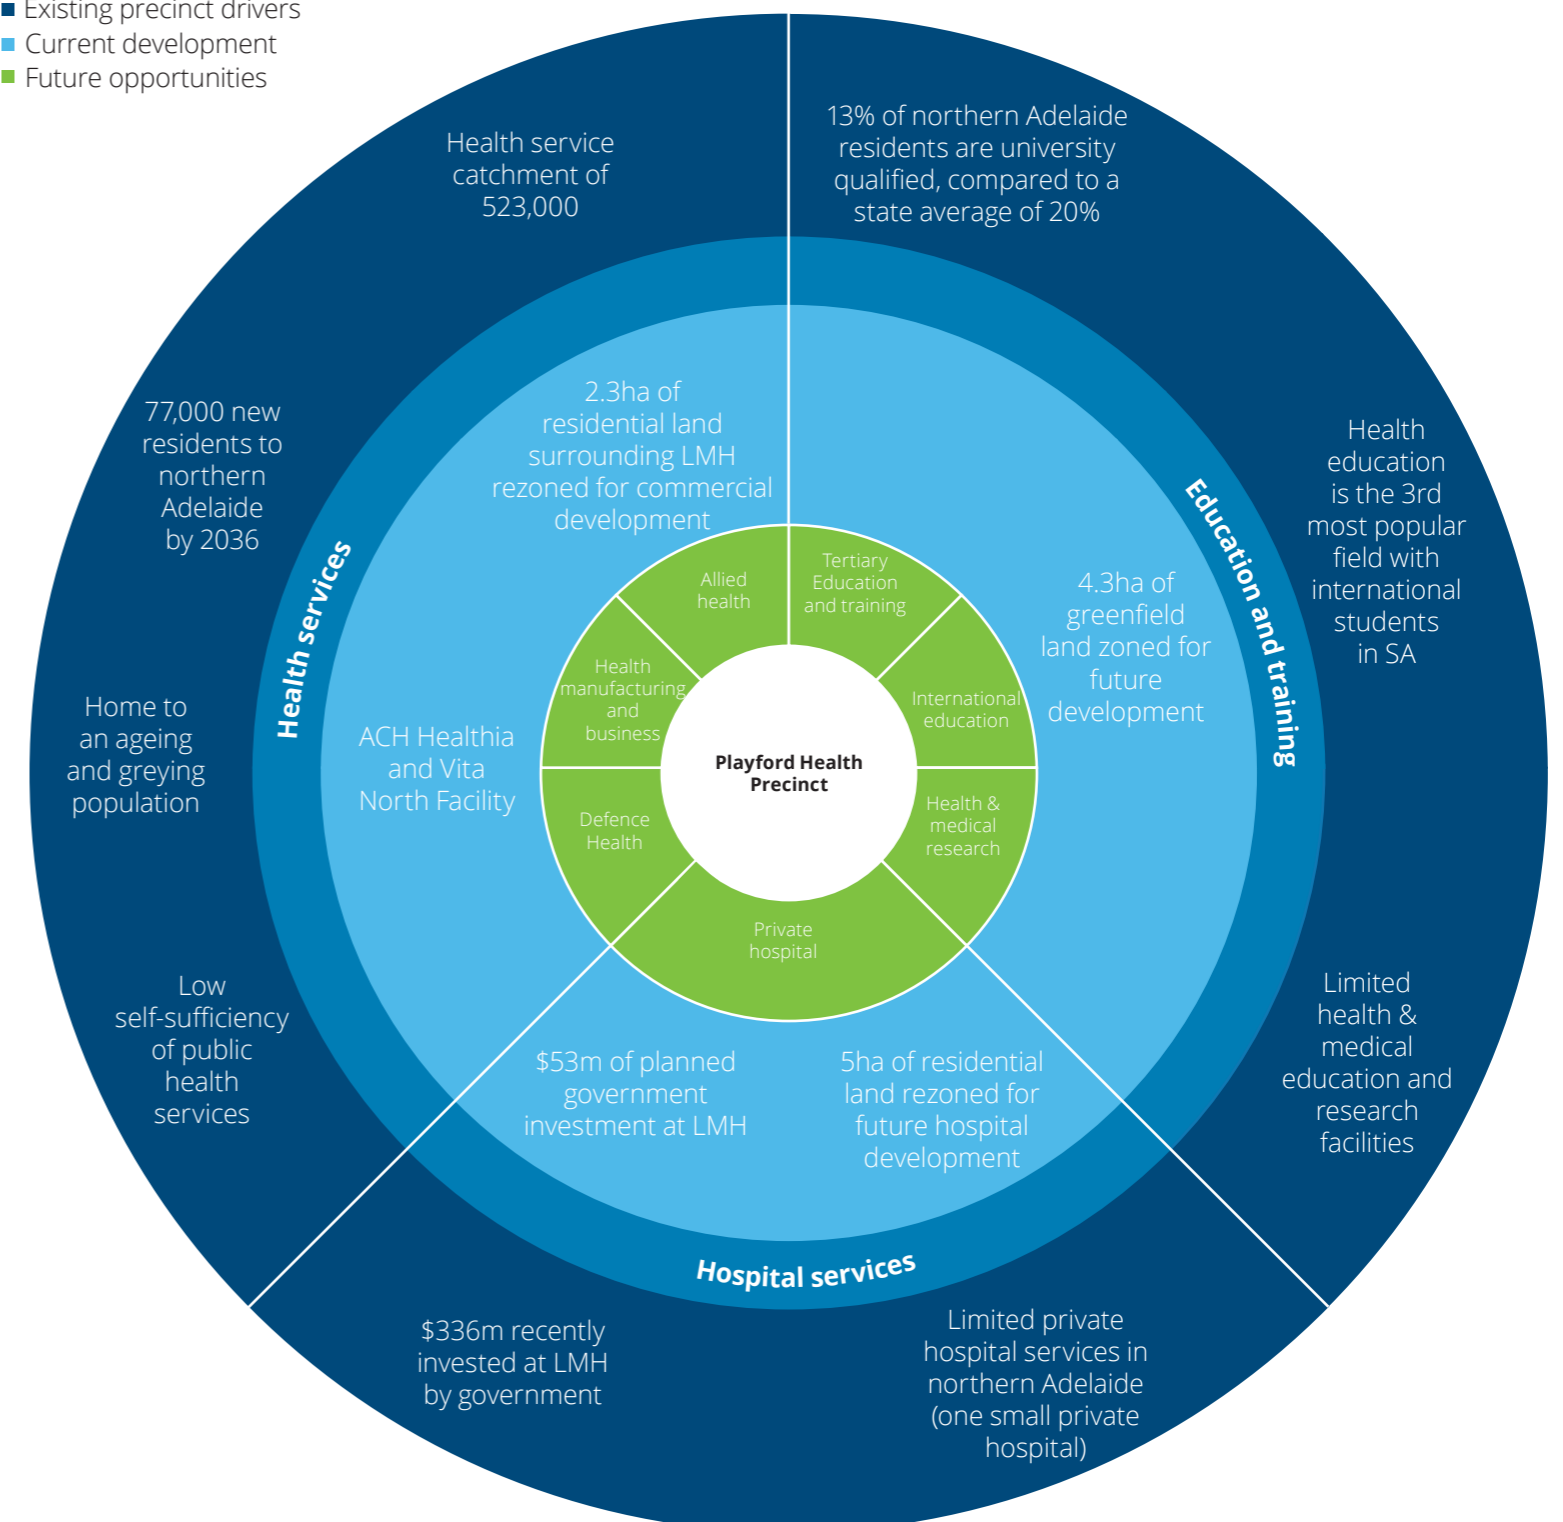 Existing precinct drivers
Current development
Future opportunities
Health service
catchment of
523,000
13% of northern Adelaide
residents are university
qualified, compared to a
state average of 20%
77,000 new
residents to
northern
Adelaide
by 2036
2.3ha of
residential land
surrounding LMH
rezoned for commercial
development
Health
education
is the 3rd
most popular
field with
international
students
in SA
Health services
Education and training
Allied
health
Tertiary
Education
and training
4.3ha of
greenfield
land zoned for
future
development
Health
manufacturing
and
business
International
education
Home to
an ageing
and greying
population
ACH Healthia
and Vita
North Facility
Playford Health
Precinct
Defence
Health
Health &
medical
research
Private
hospital
Low
self-sufficiency
of public
health
services
Limited
health &
medical
education and
research
facilities
$53m of planned
government
investment at LMH
5ha of residential
land rezoned for
future hospital
development
Hospital services
$336m recently
invested at LMH
by government
Limited private
hospital services in
northern Adelaide
(one small private
hospital)